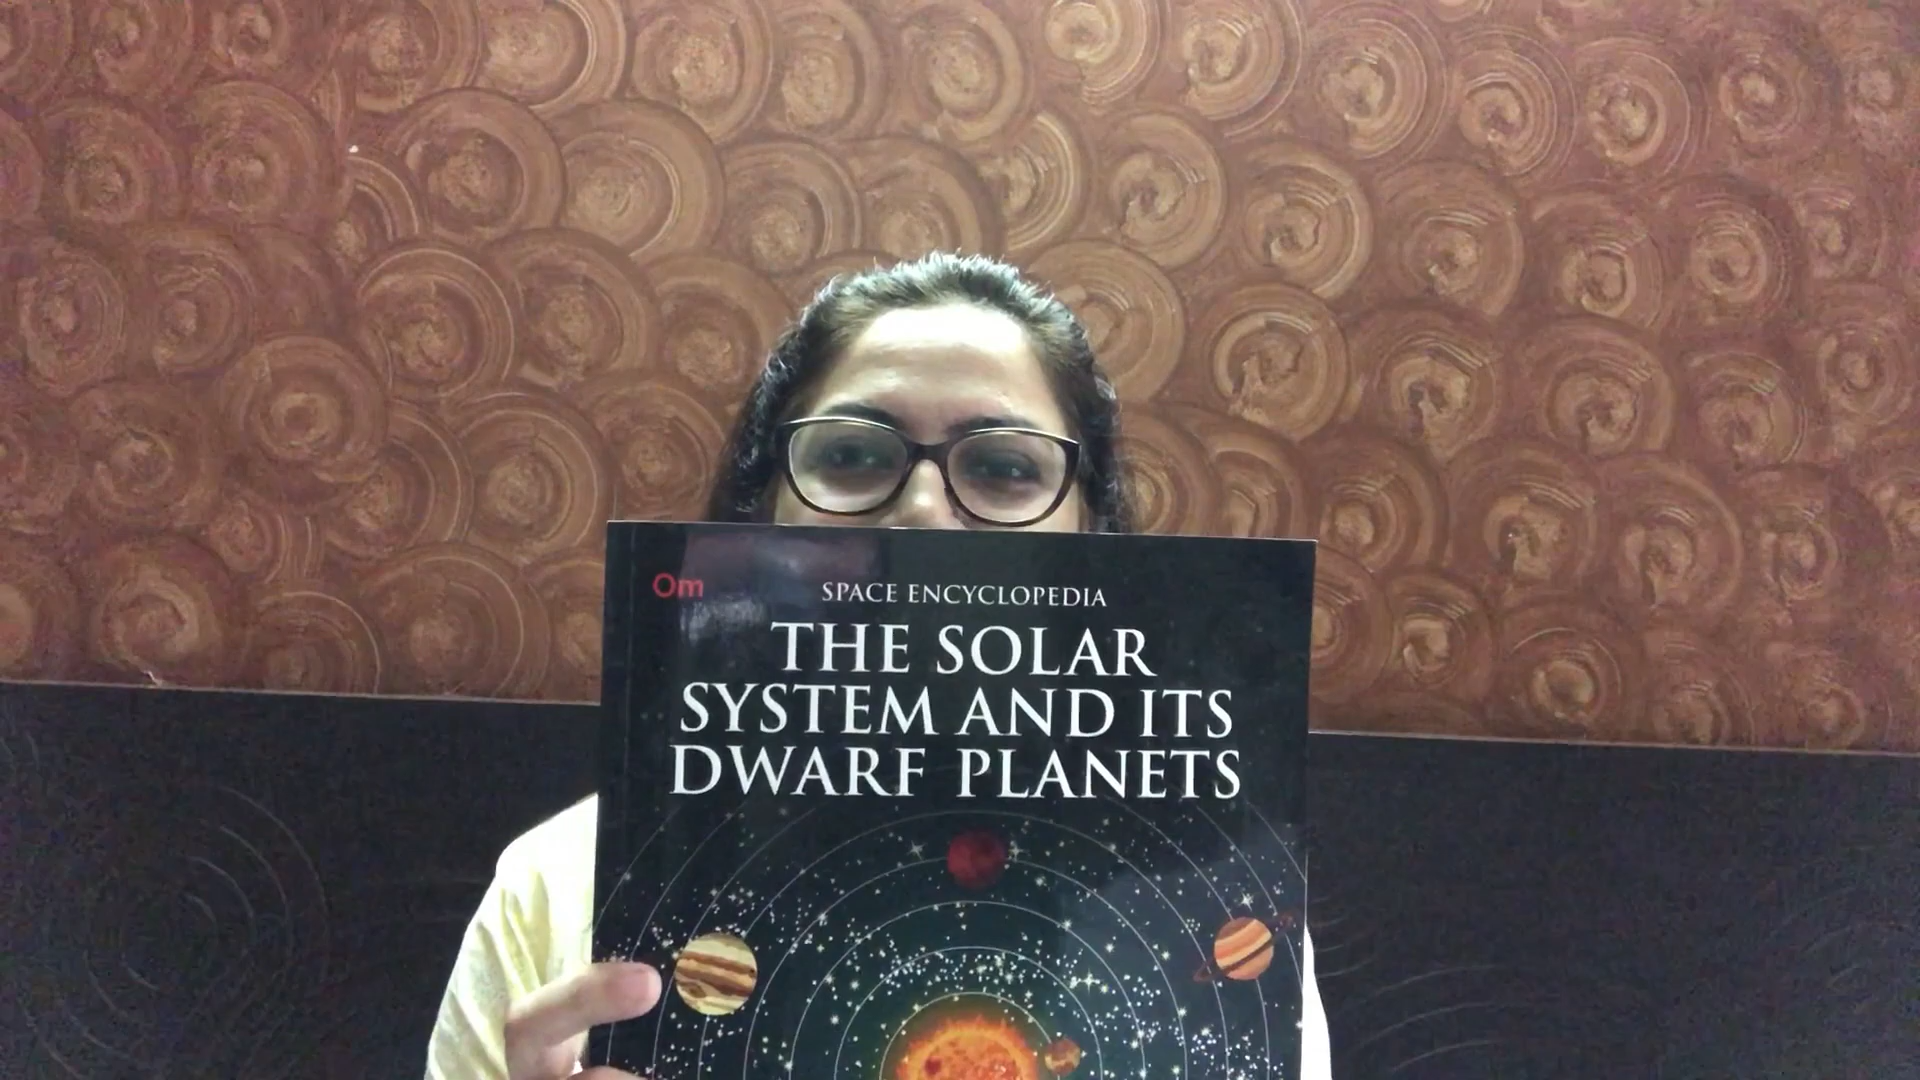 Om
SPACE ENCYCLOPEDIA
THE SOLAR
SYSTEM AND ITS
DWARF PLANETS